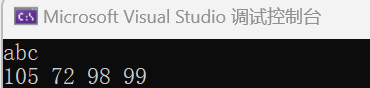 Microsoft Visual Studio 调试控制台
abc
105 72 98 99